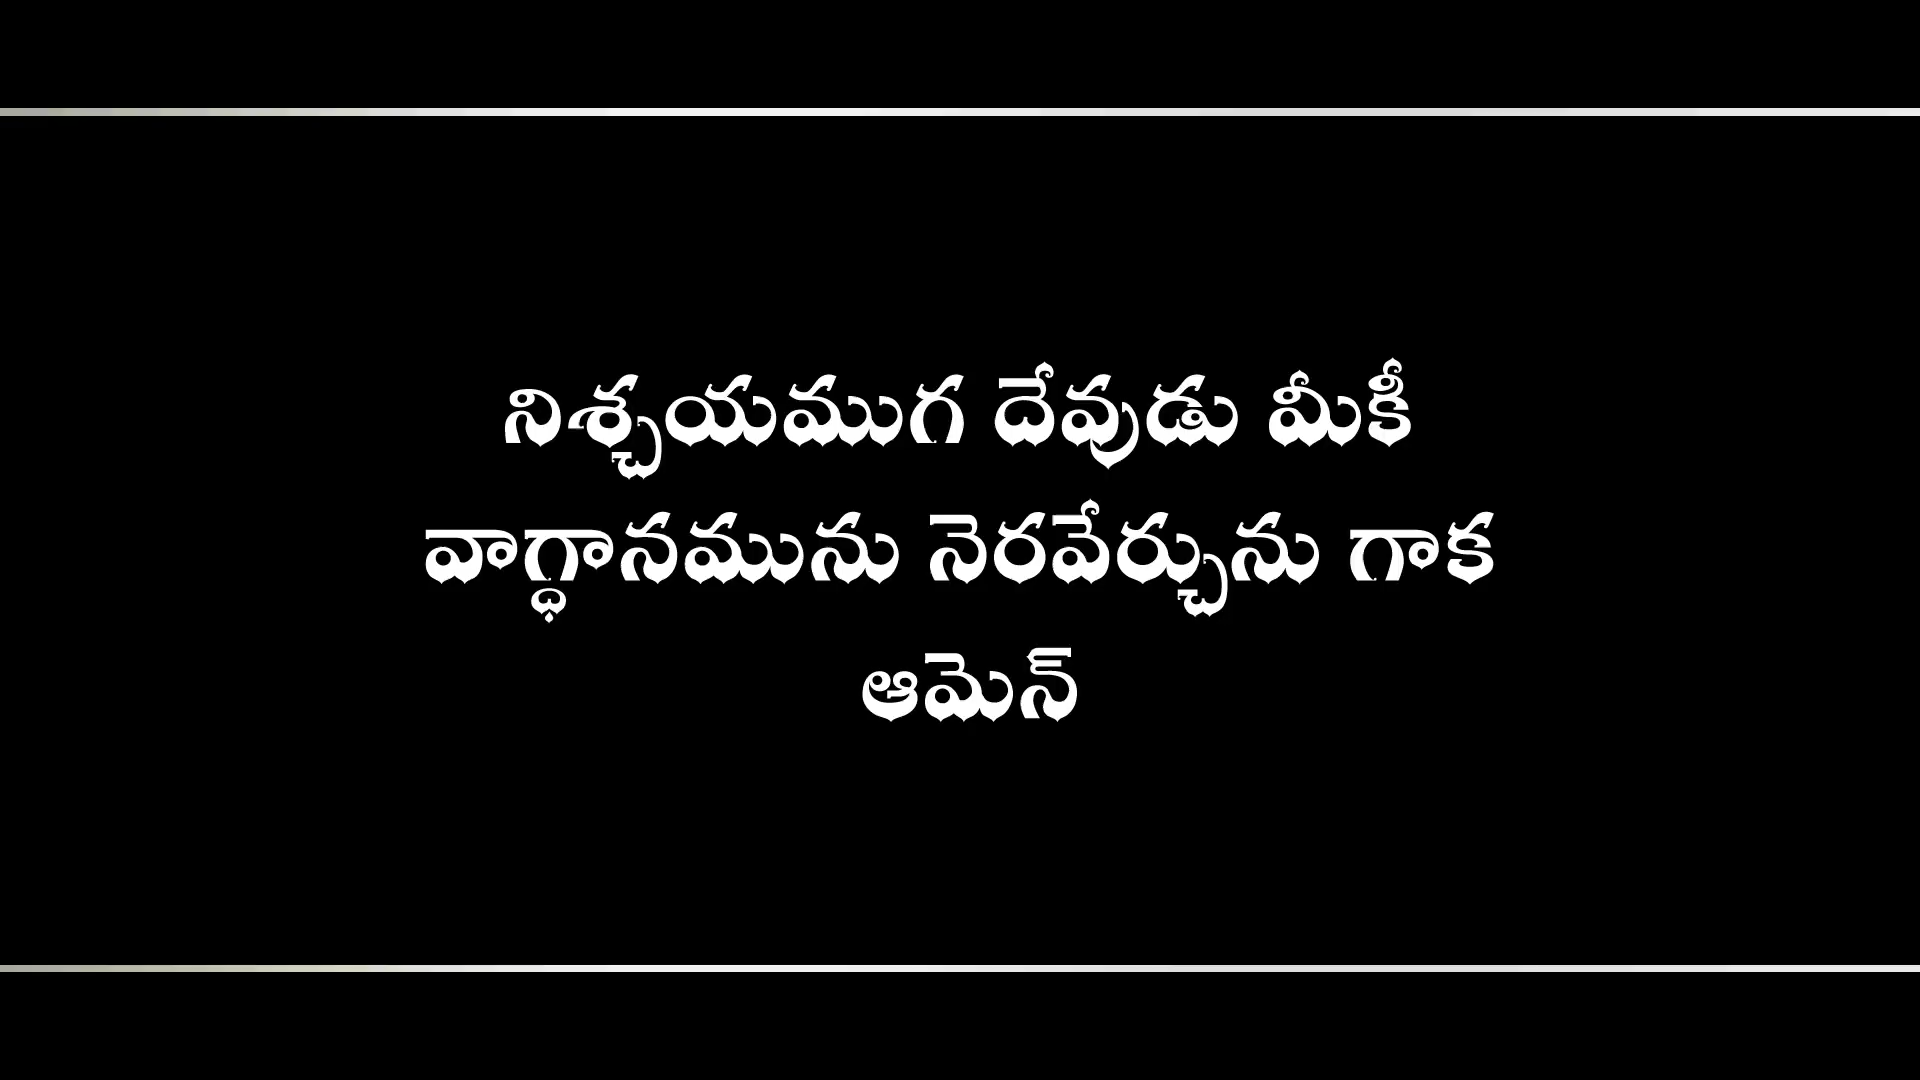 నిశ్చయముగ దేవుడు మీకీ
వాగ్ధానమును నెరవేర్చును గాక
ఆమెన్